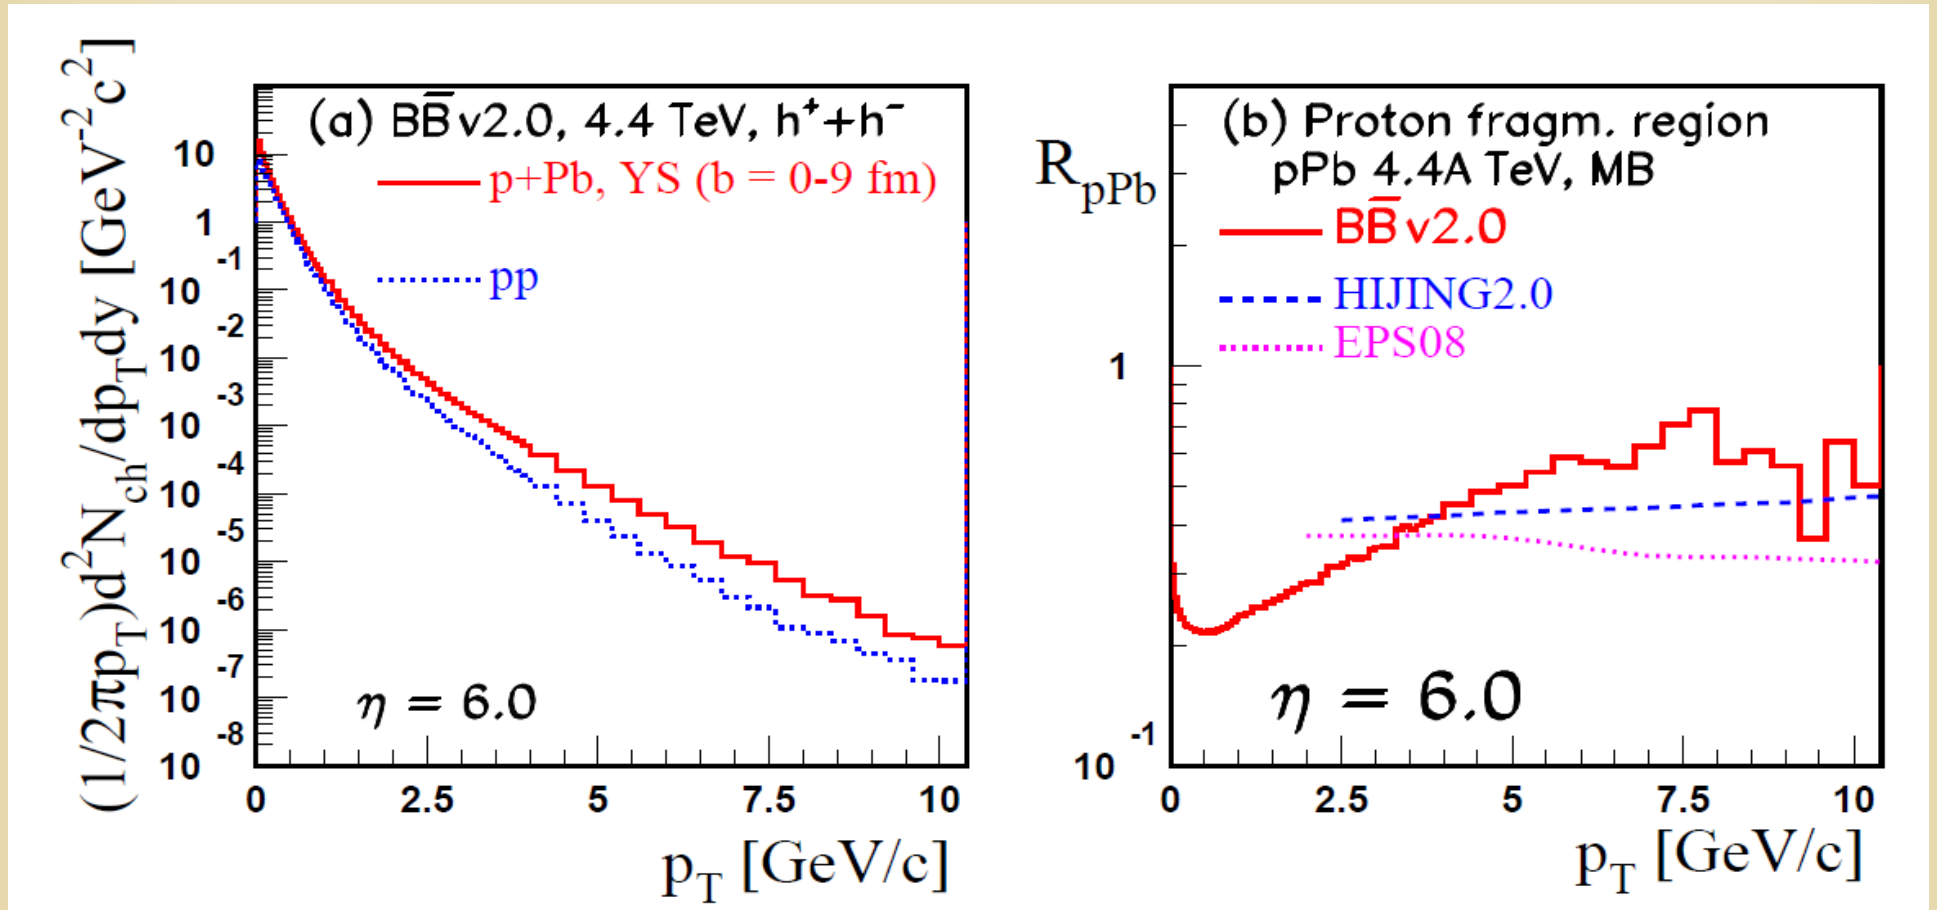 (1/2πp_T)d²N_ch/dp_Tdy [GeV⁻²c²]
(a) BB̅ v2.0, 4.4 TeV, h⁺+h⁻
p+Pb, YS (b = 0-9 fm)
pp
η = 6.0
10
1
10⁻¹
10⁻²
10⁻³
10⁻⁴
10⁻⁵
10⁻⁶
10⁻⁷
10⁻⁸
0 2.5 5 7.5 10
p_T [GeV/c]
R_pPb
(b) Proton fragm. region
pPb 4.4A TeV, MB
BB̅ v2.0
HIJING2.0
EPS08
η = 6.0
1
10⁻¹
0 2.5 5 7.5 10
p_T [GeV/c]